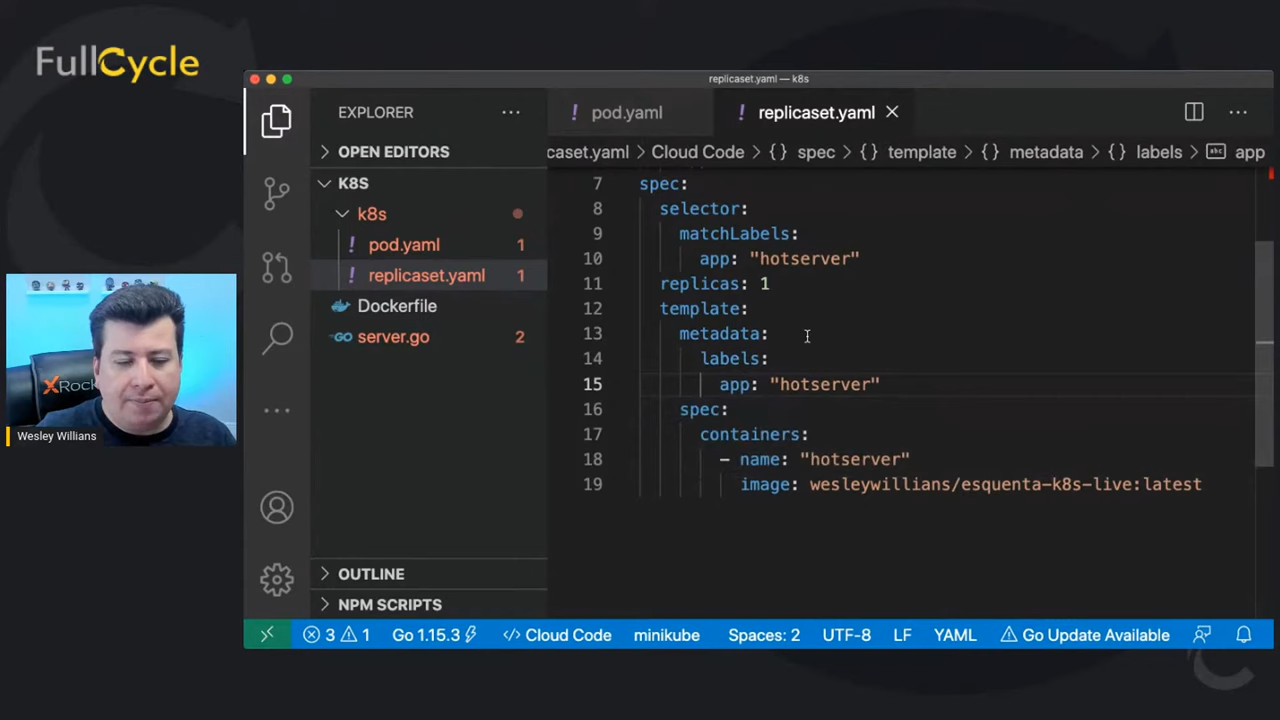 FullCycle
replicaset.yaml — k8s
EXPLORER ···
! pod.yaml
! replicaset.yaml ×
OPEN EDITORS
caset.yaml > Cloud Code > {} spec > {} template > {} metadata > {} labels > abc app
K8S
k8s
! pod.yaml 1
! replicaset.yaml 1
Dockerfile
GO server.go 2
7 spec:
8 selector:
9 matchLabels:
10 app: "hotserver"
11 replicas: 1
12 template:
13 metadata:
14 labels:
15 app: "hotserver"
16 spec:
17 containers:
18 - name: "hotserver"
19 image: wesleywillians/esquenta-k8s-live:latest
XRock
Wesley Willians
OUTLINE
NPM SCRIPTS
3 1 Go 1.15.3 Cloud Code minikube Spaces: 2 UTF-8 LF YAML Go Update Available